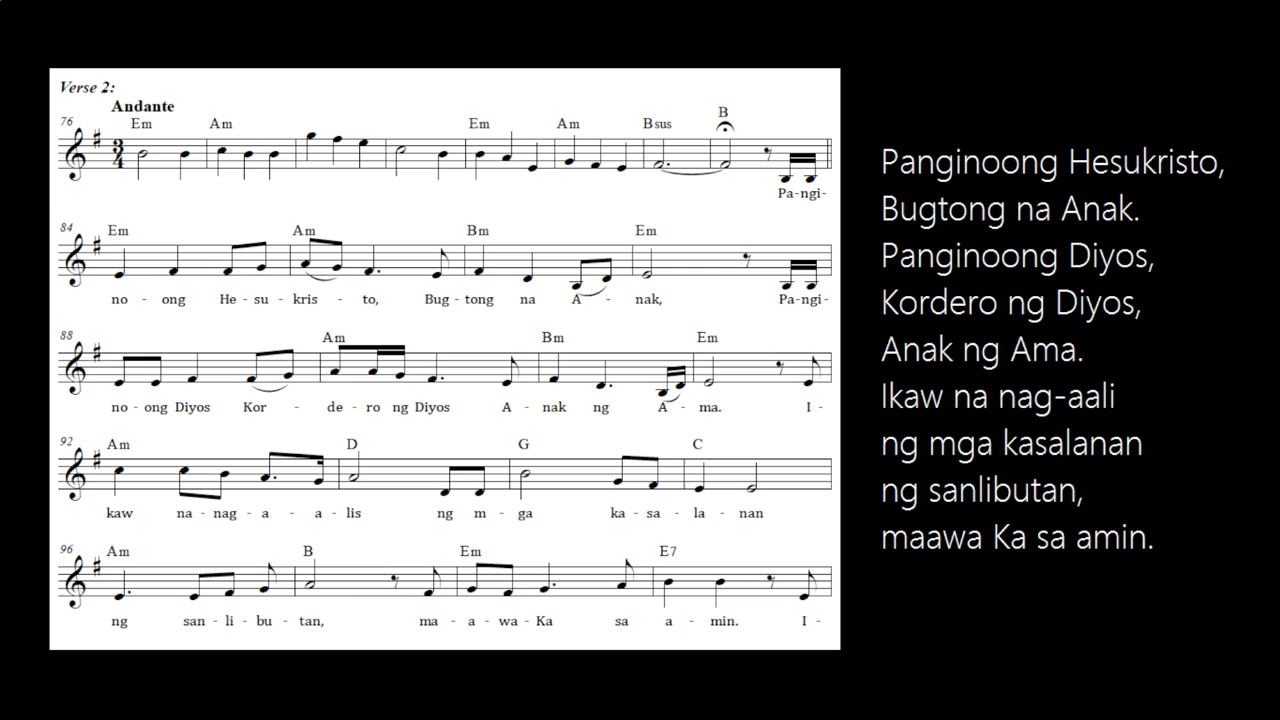 Verse 2:
Andante
76 Em Am Em Am Bsus B
3
4
Pa-ngi-
84 Em Am Bm Em
no - ong He - su - kris - to, Bug - tong na A - nak, Pa-ngi-
88 Am Bm Em
no - ong Diyos Kor - de - ro ng Diyos A - nak ng A - ma. I -
92 Am D G C
kaw na - nag - a - a - lis ng m - ga ka - sa - la - nan
96 Am B Em E7
ng san - li - bu - tan, ma - a - wa - Ka sa a - min. I -
Panginoong Hesukristo,
Bugtong na Anak.
Panginoong Diyos,
Kordero ng Diyos,
Anak ng Ama.
Ikaw na nag-aali
ng mga kasalanan
ng sanlibutan,
maawa Ka sa amin.